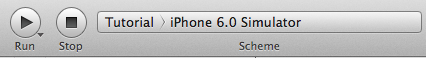 Tutorial 〉 iPhone 6.0 Simulator
Run Stop Scheme